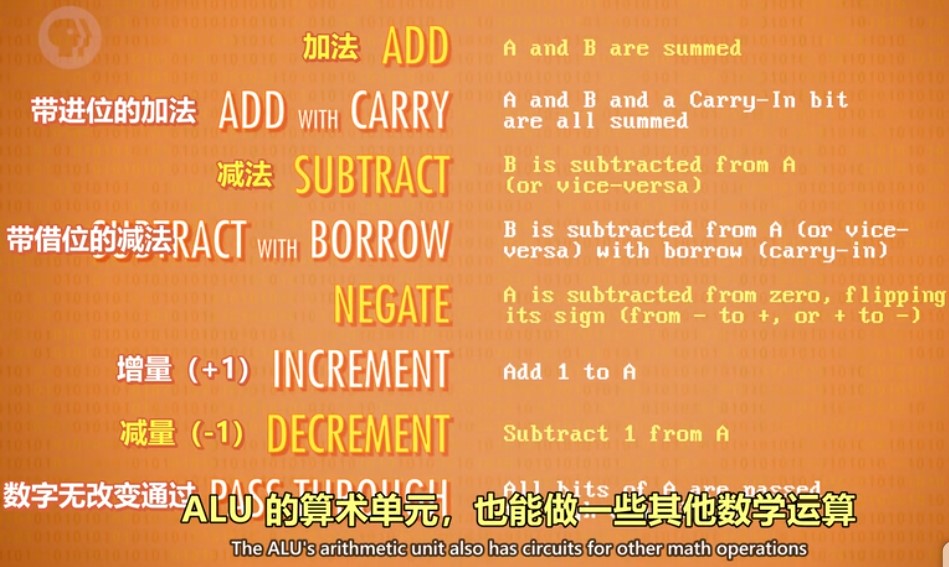 加法 ADD A and B are summed
带进位的加法 ADD WITH CARRY A and B and a Carry-In bit
are all summed
减法 SUBTRACT B is subtracted from A
(or vice-versa)
带借位的减法 SUBTRACT WITH BORROW B is subtracted from A (or vice-
versa) with borrow (carry-in)
NEGATE A is subtracted from zero, flipping
its sign (from - to +, or + to -)
增量（+1） INCREMENT Add 1 to A
减量（-1） DECREMENT Subtract 1 from A
数字无改变通过 PASS THROUGH All bits of A are passed
ALU 的算术单元，也能做一些其他数学运算
The ALU's arithmetic unit also has circuits for other math operations